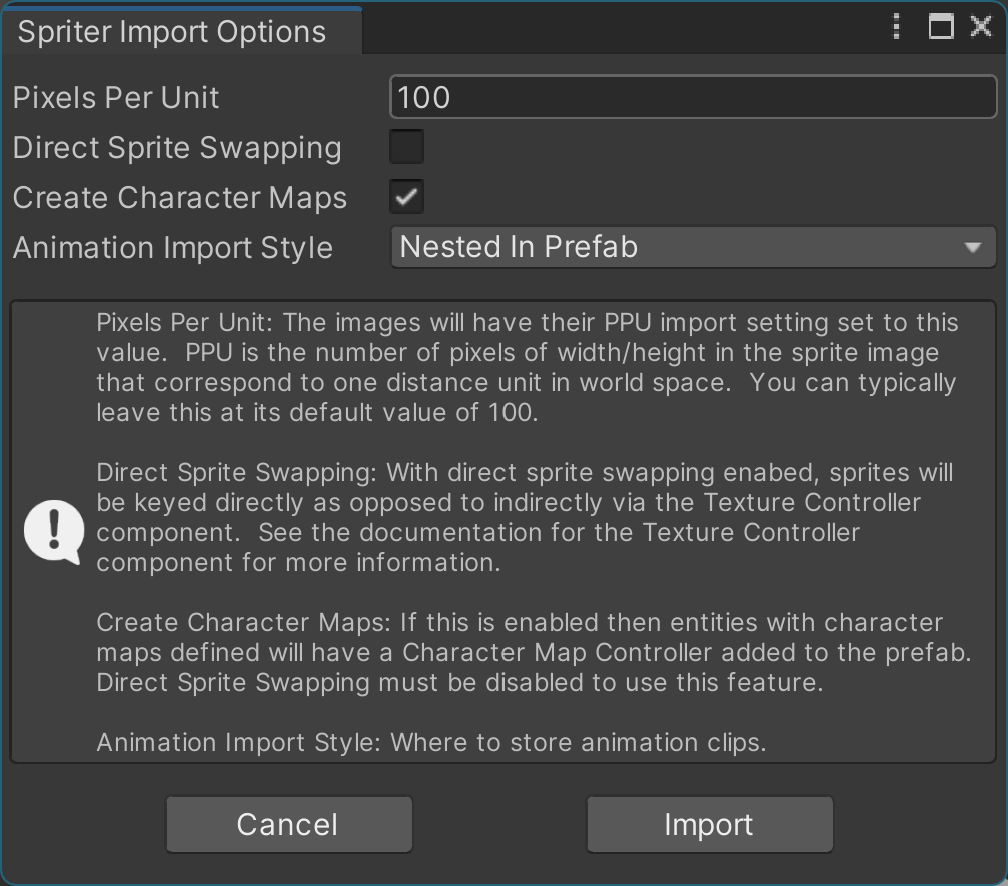 Spriter Import Options
Pixels Per Unit
100
Direct Sprite Swapping
Create Character Maps
Animation Import Style
Nested In Prefab
Pixels Per Unit: The images will have their PPU import setting set to this
value.  PPU is the number of pixels of width/height in the sprite image
that correspond to one distance unit in world space.  You can typically
leave this at its default value of 100.
Direct Sprite Swapping: With direct sprite swapping enabed, sprites will
be keyed directly as opposed to indirectly via the Texture Controller
component.  See the documentation for the Texture Controller
component for more information.
Create Character Maps: If this is enabled then entities with character
maps defined will have a Character Map Controller added to the prefab.
Direct Sprite Swapping must be disabled to use this feature.
Animation Import Style: Where to store animation clips.
Cancel
Import